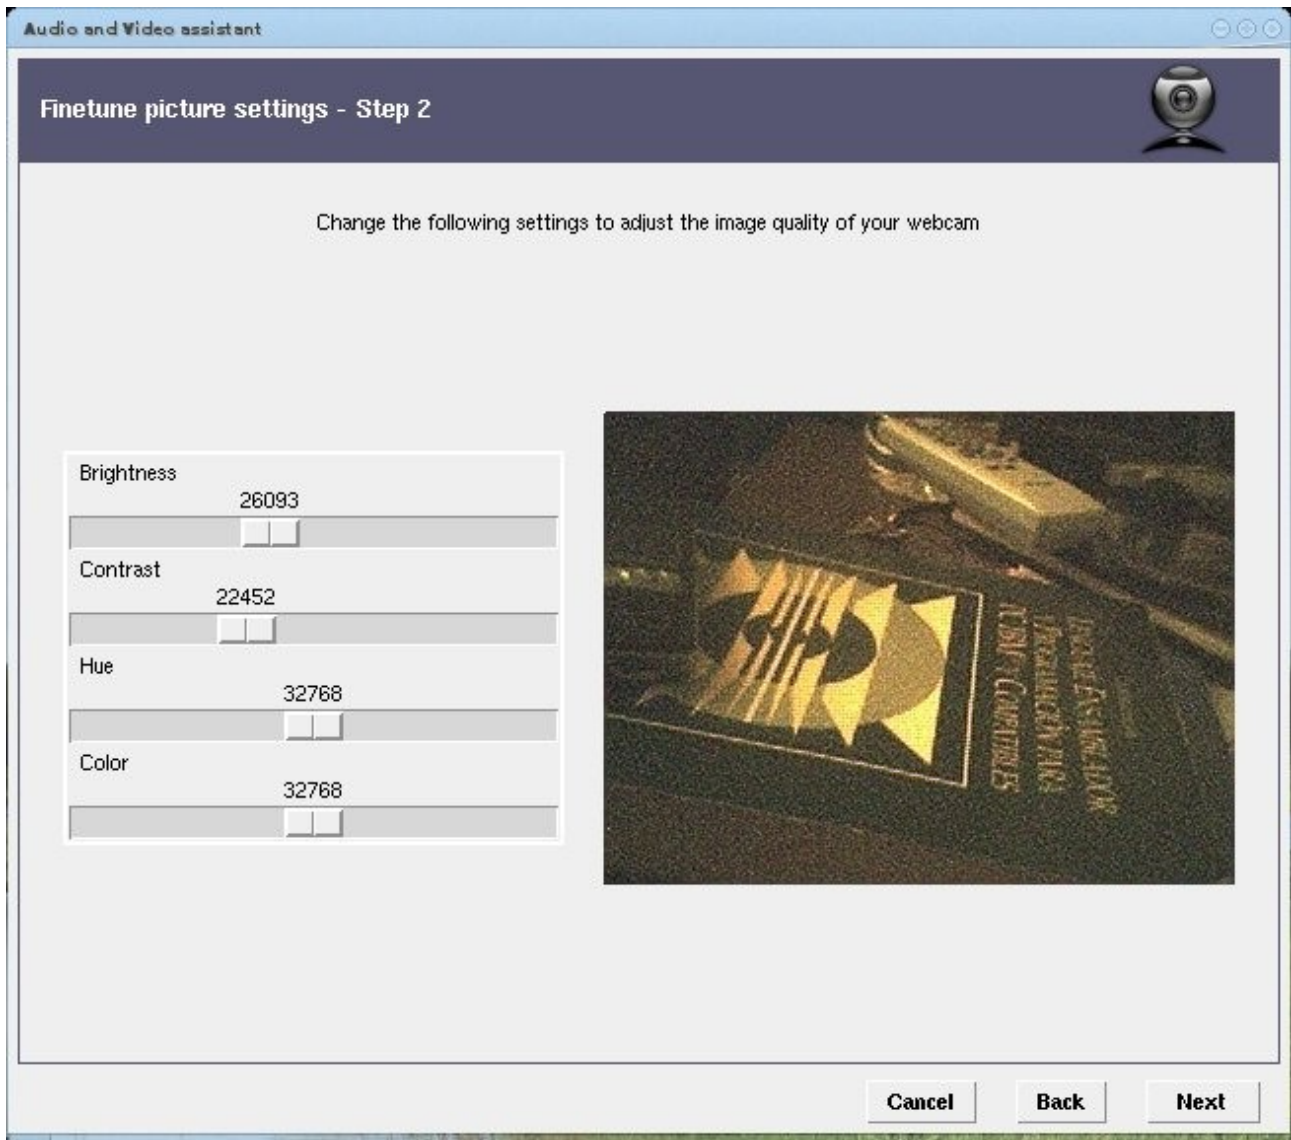 Audio and Video assistant
Finetune picture settings - Step 2
Change the following settings to adjust the image quality of your webcam
Brightness
26093
Contrast
22452
Hue
32768
Color
32768
Cancel Back Next